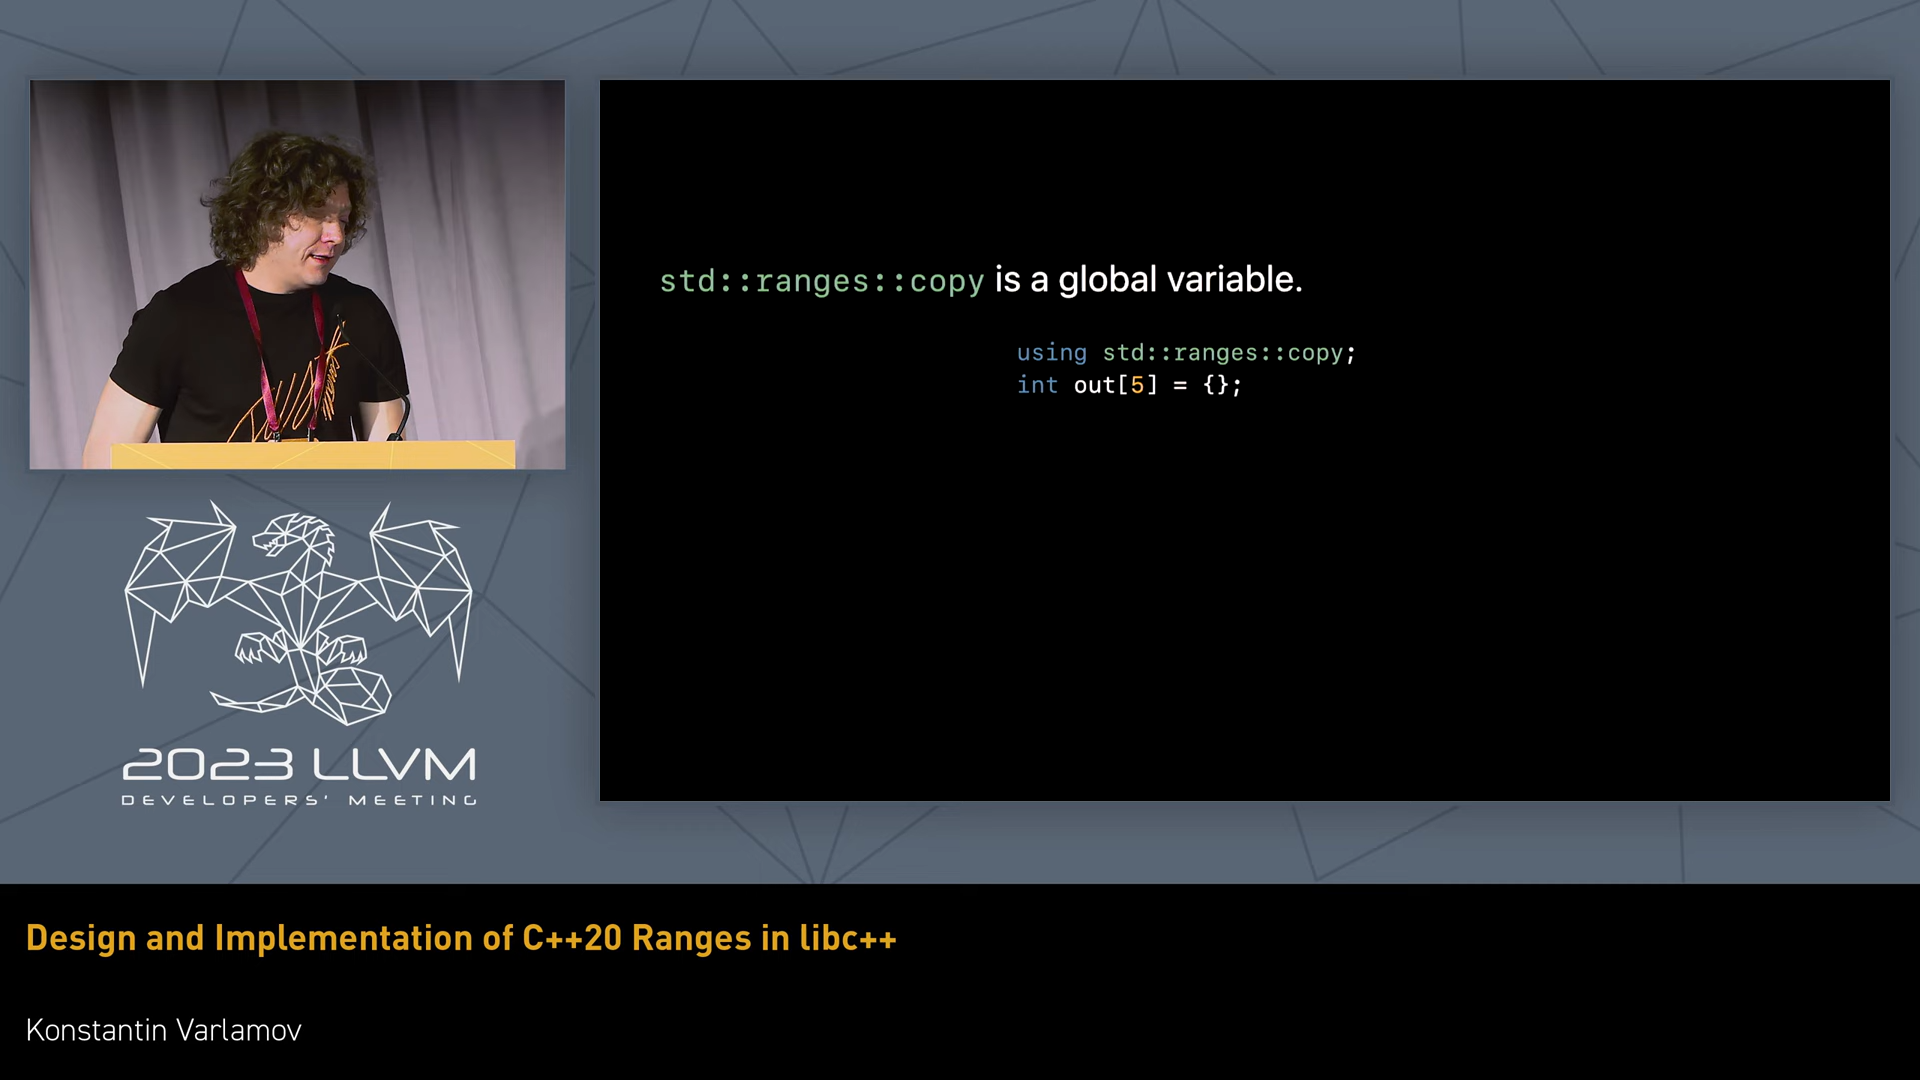 std::ranges::copy is a global variable.
using std::ranges::copy;
int out[5] = {};
2023 LLVM
DEVELOPERS' MEETING
Design and Implementation of C++20 Ranges in libc++
Konstantin Varlamov